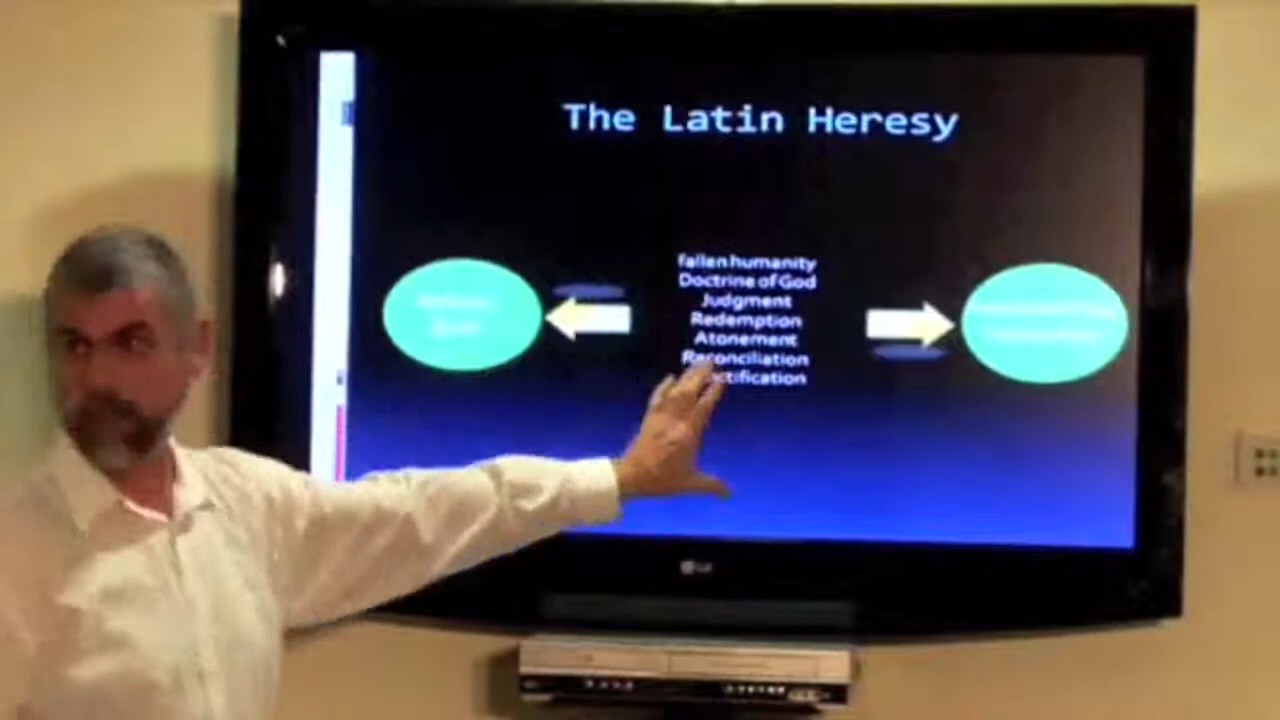 The Latin Heresy
fallen humanity
Doctrine of God
Judgment
Redemption
Atonement
Reconciliation
LG